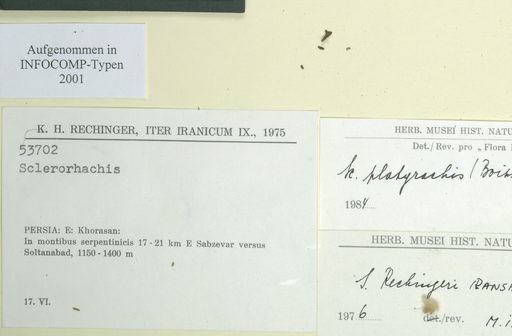 Aufgenommen in
INFOCOMP-Typen
2001
K. H. RECHINGER, ITER IRANICUM IX., 1975
53702
Sclerorhachis
PERSIA: E: Khorasan:
In montibus serpentinicis 17 - 21 km E Sabzevar versus
Soltanabad, 1150 - 1400 m
17. VI.
HERB. MUSEI HIST. NATU
Det./Rev. pro „Flora I
platyrachis (Boiss
1984
HERB. MUSEI HIST. NATU
S. Rechingeri
1976 det./rev. M.